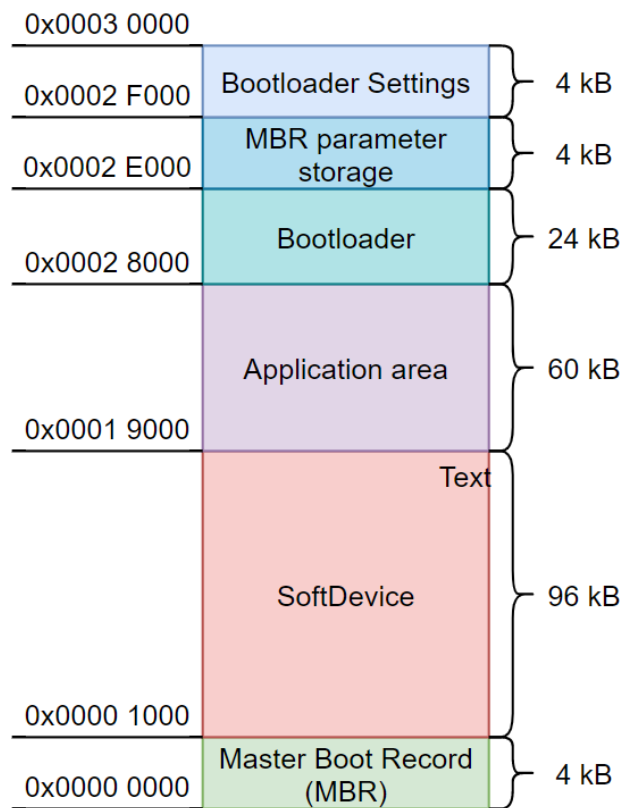 0x0003 0000
Bootloader Settings
4 kB
0x0002 F000
MBR parameter
storage
4 kB
0x0002 E000
Bootloader
24 kB
0x0002 8000
Application area
60 kB
0x0001 9000
Text
SoftDevice
96 kB
0x0000 1000
Master Boot Record
(MBR)
4 kB
0x0000 0000